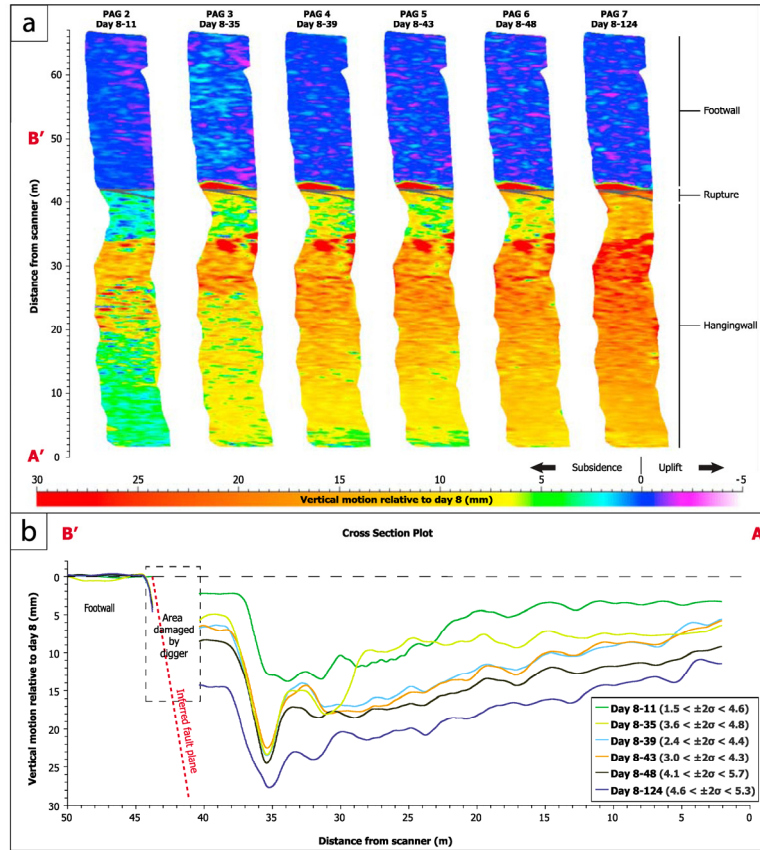 a
PAG 2 PAG 3 PAG 4 PAG 5 PAG 6 PAG 7
Day 8-11 Day 8-35 Day 8-39 Day 8-43 Day 8-48 Day 8-124
60
50
40
30
20
10
0
Distance from scanner (m)
B'
A'
Footwall
Rupture
Hangingwall
Subsidence Uplift
30 25 20 15 10 5 0 -5
Vertical motion relative to day 8 (mm)
b
B'
Cross Section Plot
A
0
5
10
15
20
25
30
Vertical motion relative to day 8 (mm)
Footwall
Area
damaged
by
digger
Inferred fault plane
Day 8-11 (1.5 < ±2σ < 4.6)
Day 8-35 (3.6 < ±2σ < 4.8)
Day 8-39 (2.4 < ±2σ < 4.4)
Day 8-43 (3.0 < ±2σ < 4.3)
Day 8-48 (4.1 < ±2σ < 5.7)
Day 8-124 (4.6 < ±2σ < 5.3)
50 45 40 35 30 25 20 15 10 5 0
Distance from scanner (m)